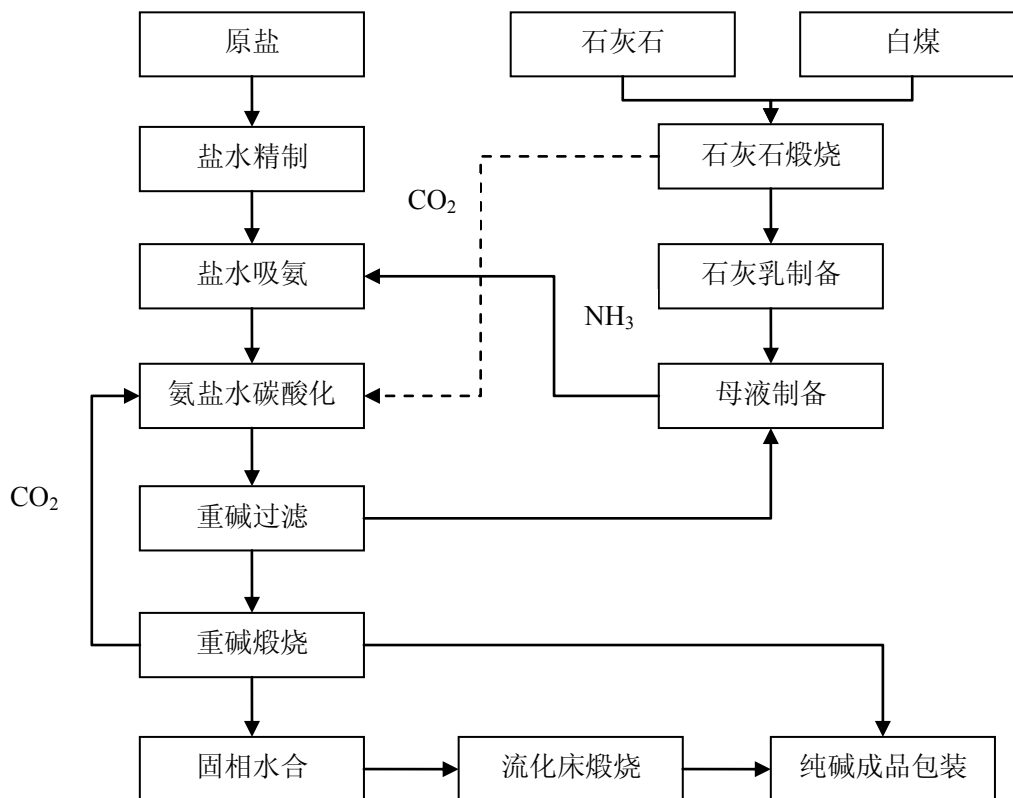 原盐
石灰石
白煤
盐水精制
石灰石煅烧
CO₂
盐水吸氨
石灰乳制备
NH₃
氨盐水碳酸化
母液制备
CO₂
重碱过滤
重碱煅烧
固相水合
流化床煅烧
纯碱成品包装